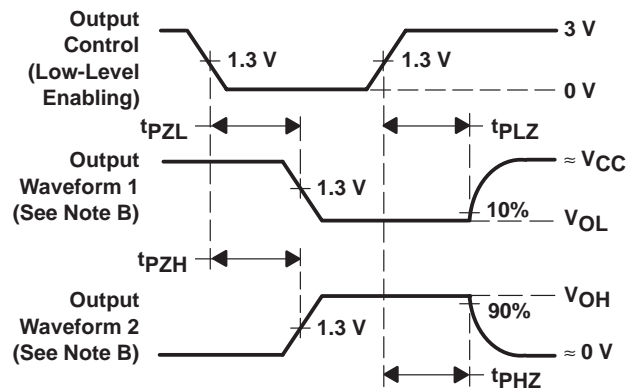 Output
Control
(Low-Level
Enabling)
1.3 V
1.3 V
3 V
0 V
tPZL
tPLZ
Output
Waveform 1
(See Note B)
1.3 V
10%
≈ VCC
VOL
tPZH
Output
Waveform 2
(See Note B)
1.3 V
90%
VOH
≈ 0 V
tPHZ